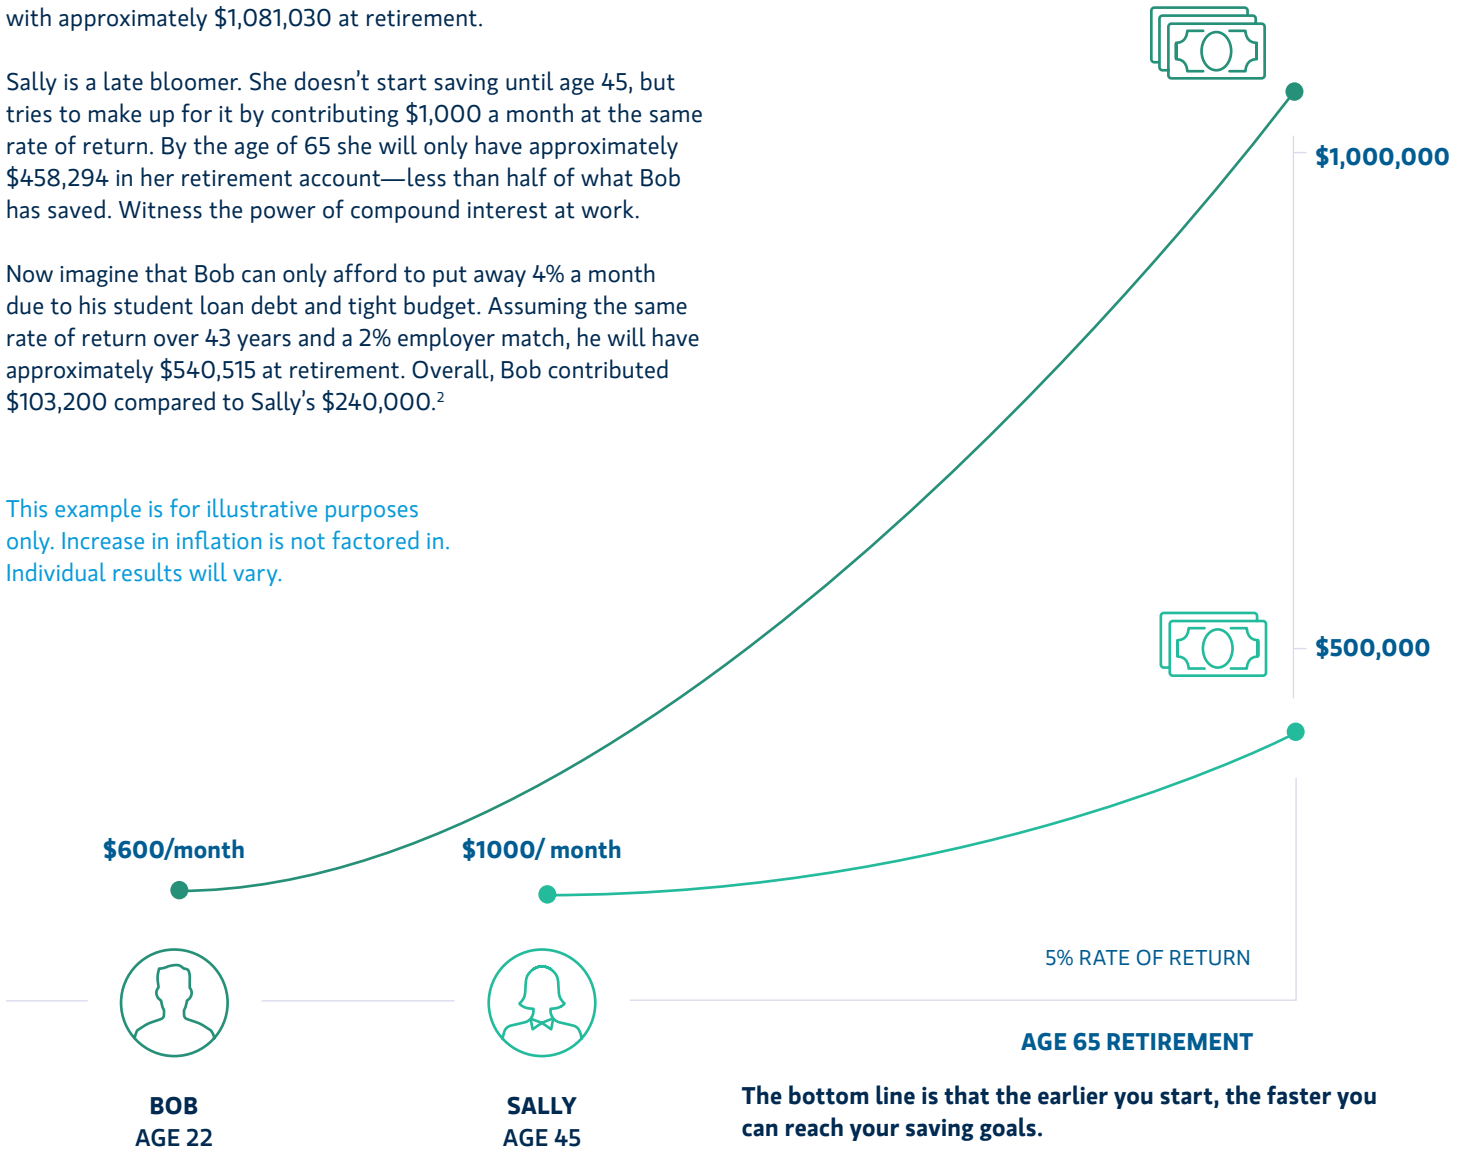 with approximately $1,081,030 at retirement.
Sally is a late bloomer. She doesn’t start saving until age 45, but
tries to make up for it by contributing $1,000 a month at the same
rate of return. By the age of 65 she will only have approximately
$458,294 in her retirement account—less than half of what Bob
has saved. Witness the power of compound interest at work.
Now imagine that Bob can only afford to put away 4% a month
due to his student loan debt and tight budget. Assuming the same
rate of return over 43 years and a 2% employer match, he will have
approximately $540,515 at retirement. Overall, Bob contributed
$103,200 compared to Sally’s $240,000.²
This example is for illustrative purposes
only. Increase in inflation is not factored in.
Individual results will vary.
$1,000,000
$500,000
$600/month
$1000/ month
5% RATE OF RETURN
AGE 65 RETIREMENT
BOB
AGE 22
SALLY
AGE 45
The bottom line is that the earlier you start, the faster you
can reach your saving goals.